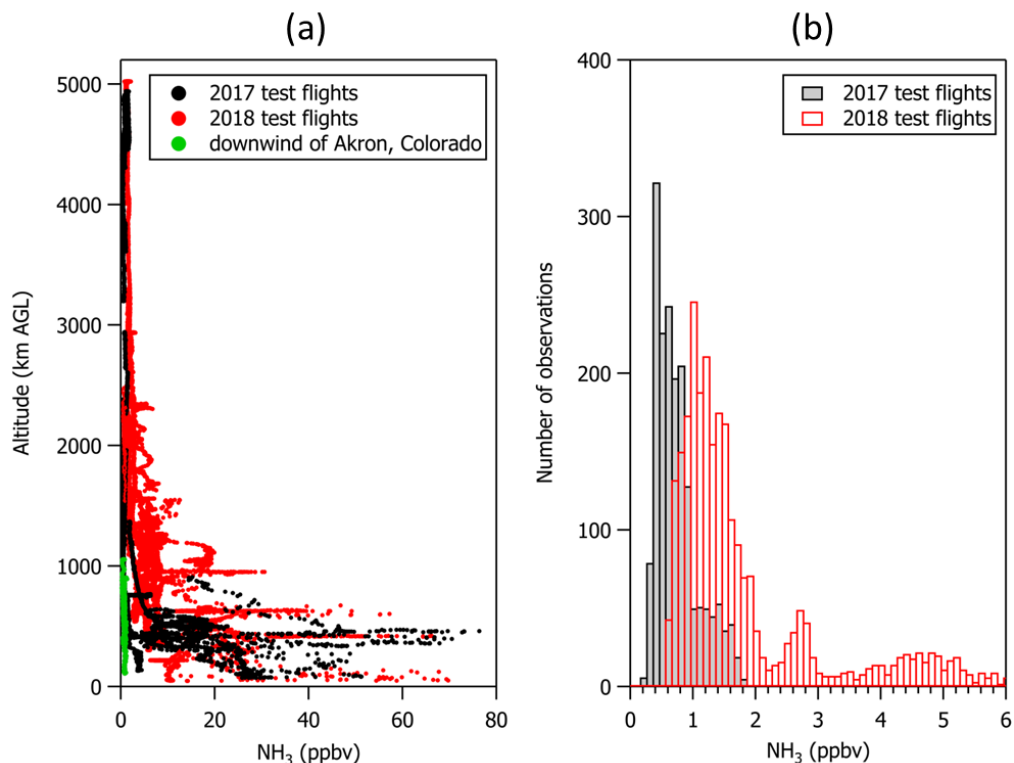 (a)
5000
4000
3000
2000
1000
0
Altitude (km AGL)
2017 test flights
2018 test flights
downwind of Akron, Colorado
0
20
40
60
80
NH₃ (ppbv)
(b)
400
300
200
100
0
Number of observations
2017 test flights
2018 test flights
0
1
2
3
4
5
6
NH₃ (ppbv)